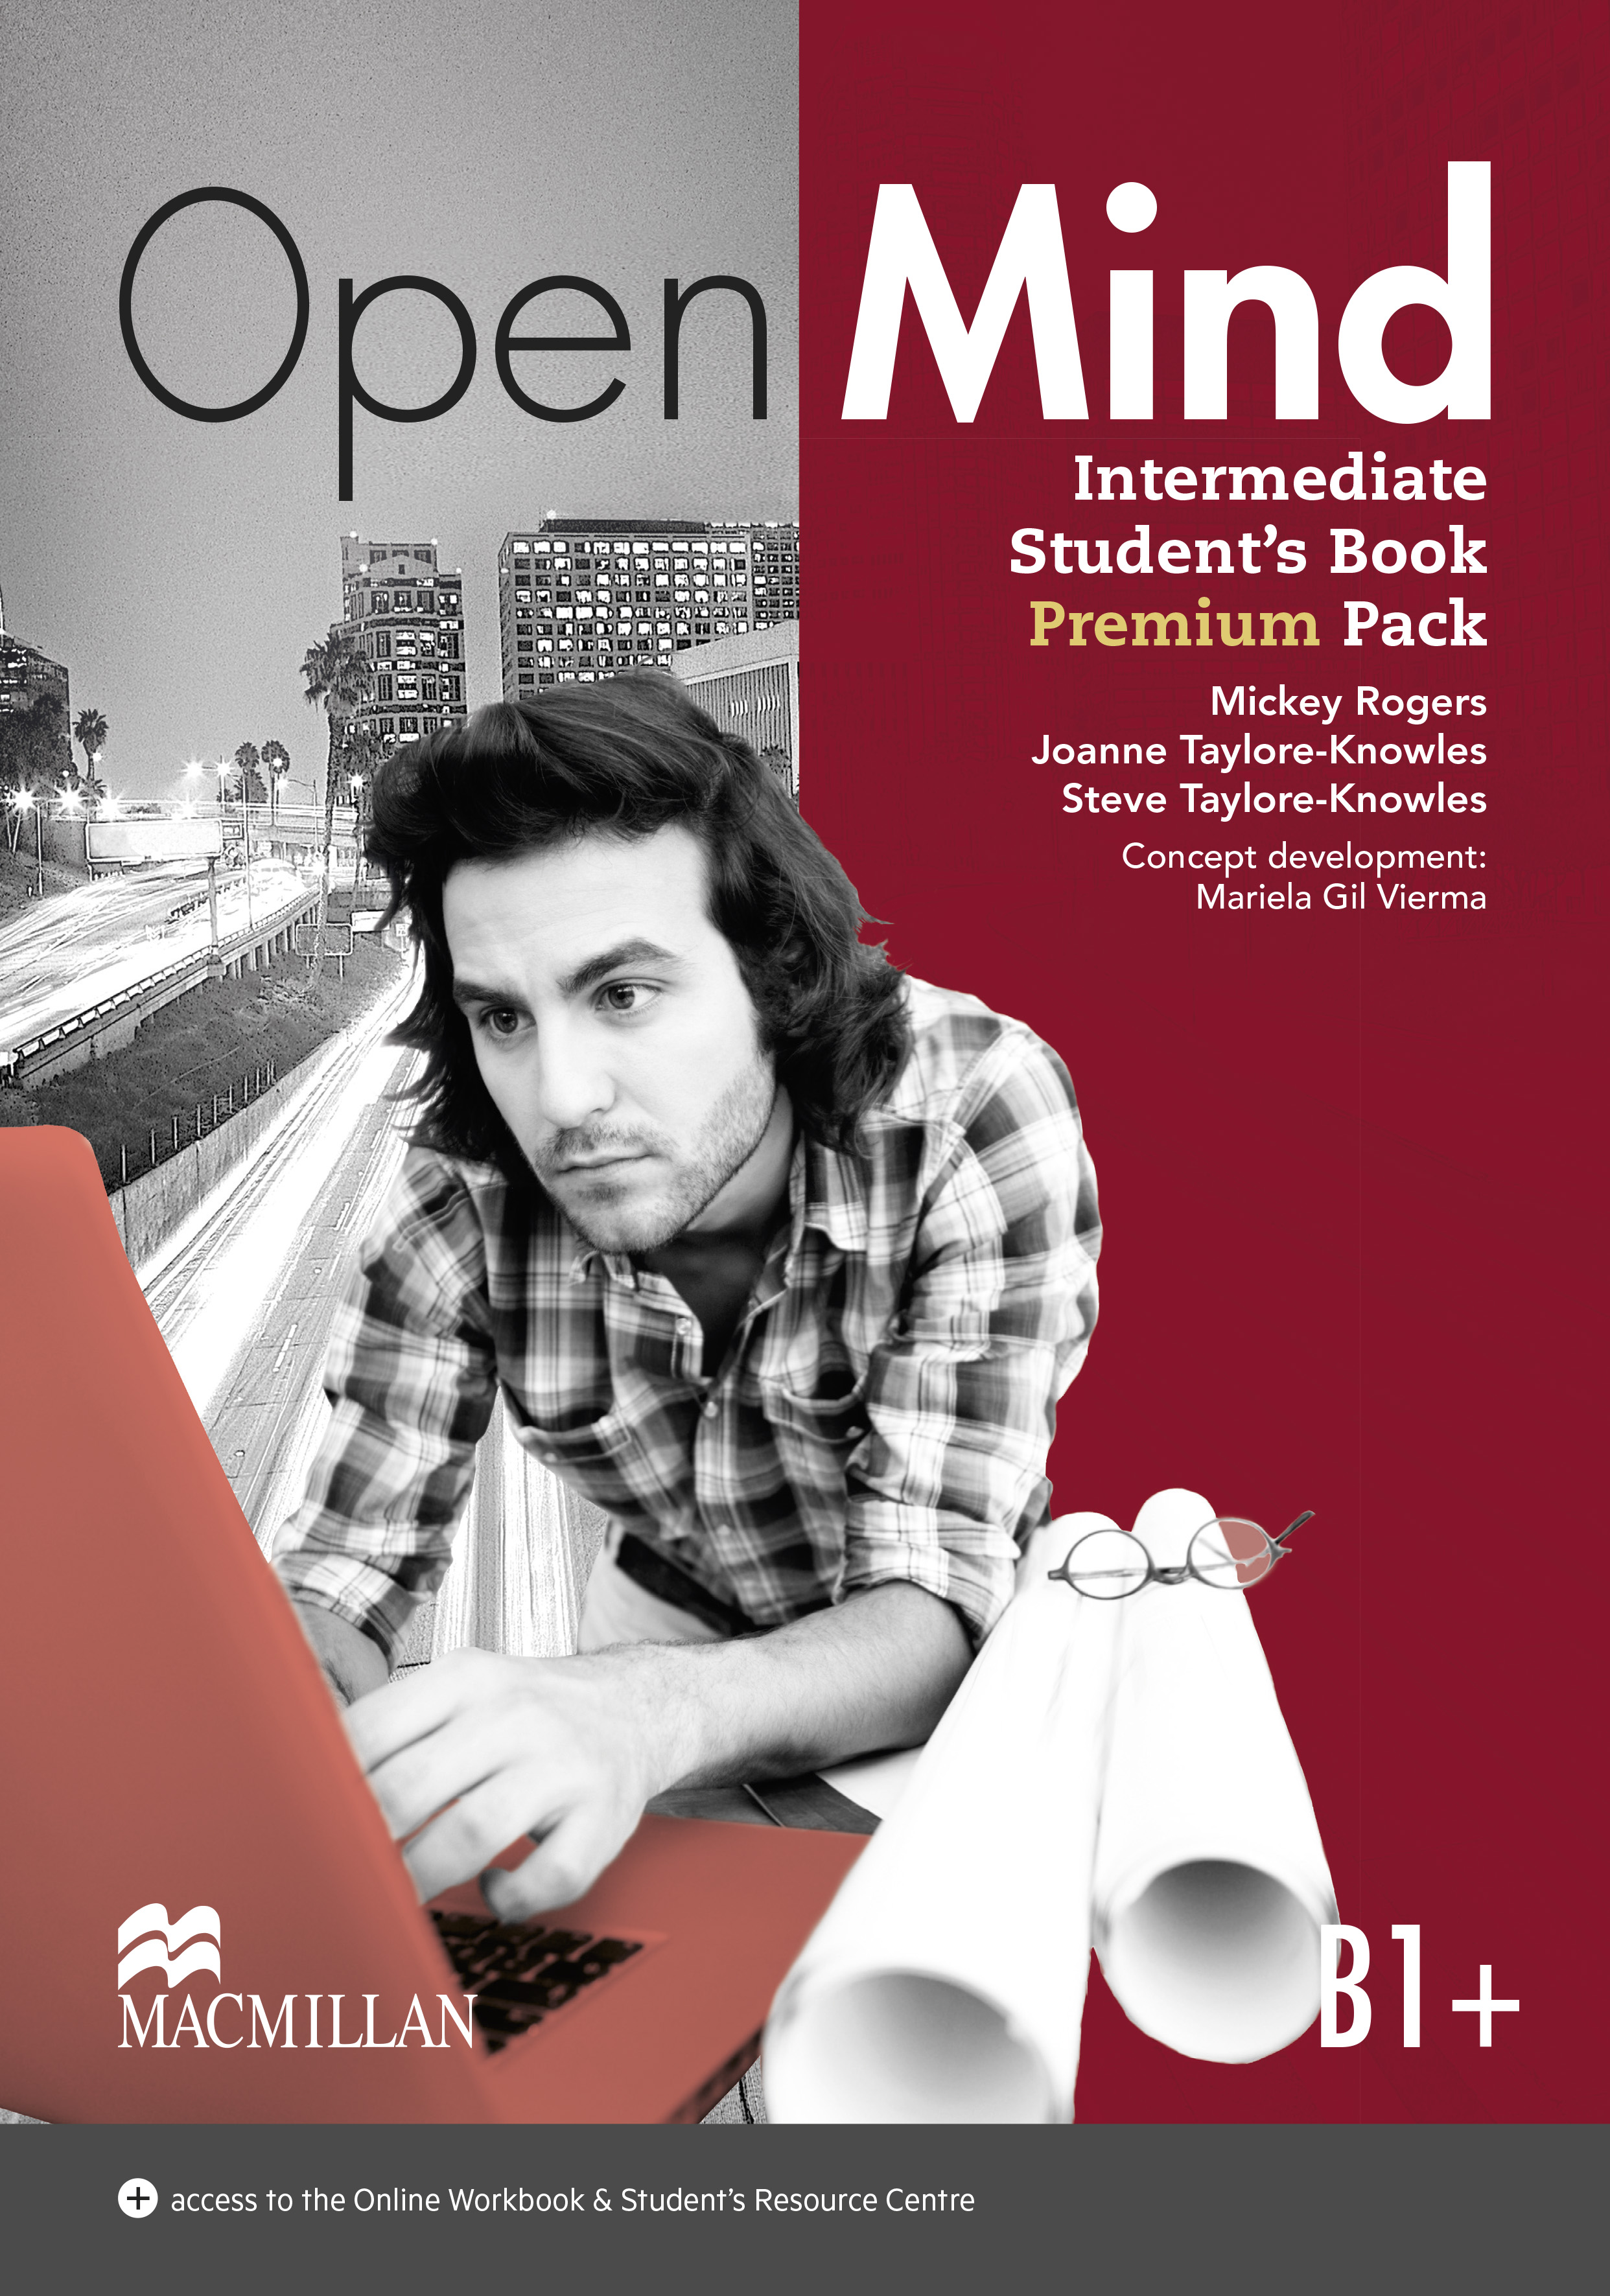 Open Mind
Intermediate
Student's Book
Premium Pack
Mickey Rogers
Joanne Taylore-Knowles
Steve Taylore-Knowles
Concept development:
Mariela Gil Vierma
MACMILLAN
B1+
+ access to the Online Workbook & Student's Resource Centre